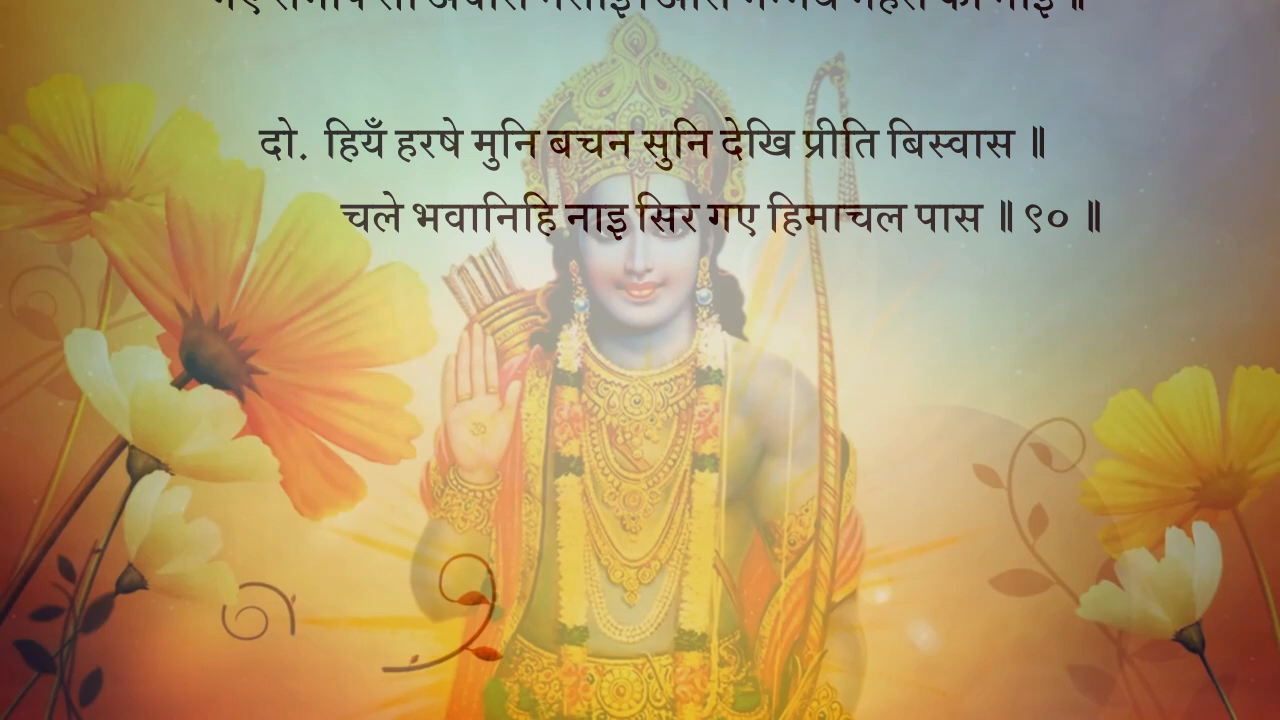 दो. हियँ हरषे मुनि बचन सुनि देखि प्रीति बिस्वास ॥
चले भवानिहि नाइ सिर गए हिमाचल पास ॥ ९० ॥